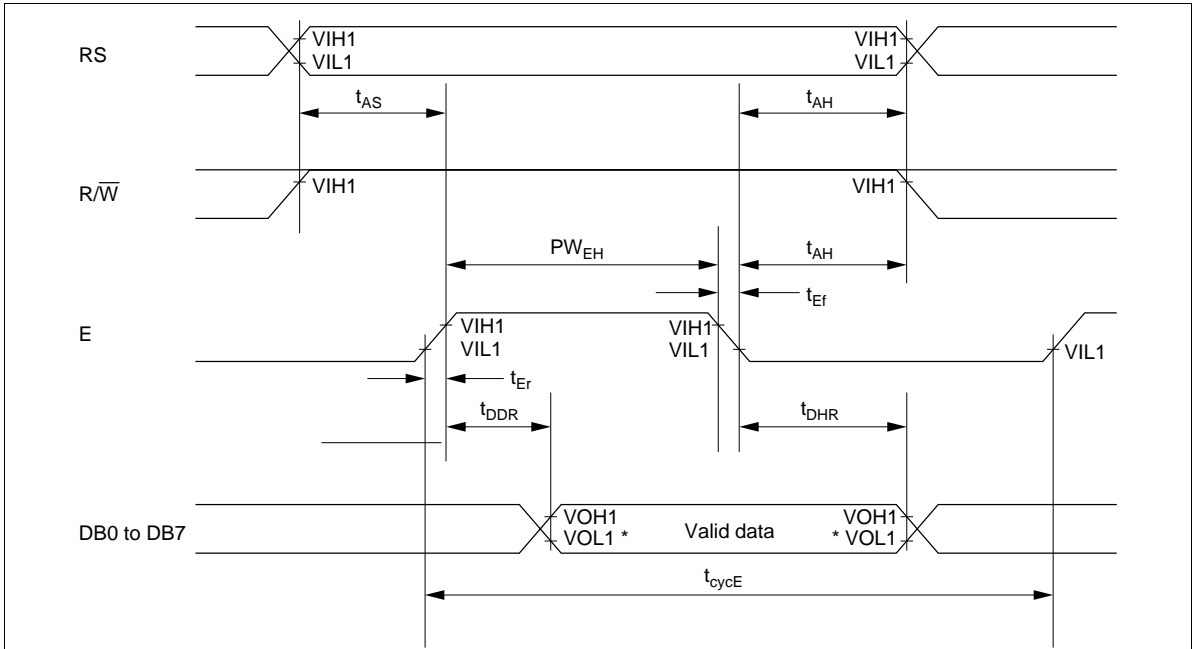 RS
VIH1
VIL1
VIH1
VIL1
tAS
tAH
R/W̅
VIH1
VIH1
PWEH
tAH
tEf
E
VIH1
VIL1
VIH1
VIL1
VIL1
tEr
tDDR
tDHR
DB0 to DB7
VOH1
VOL1 *
Valid data
VOH1
* VOL1
tcycE